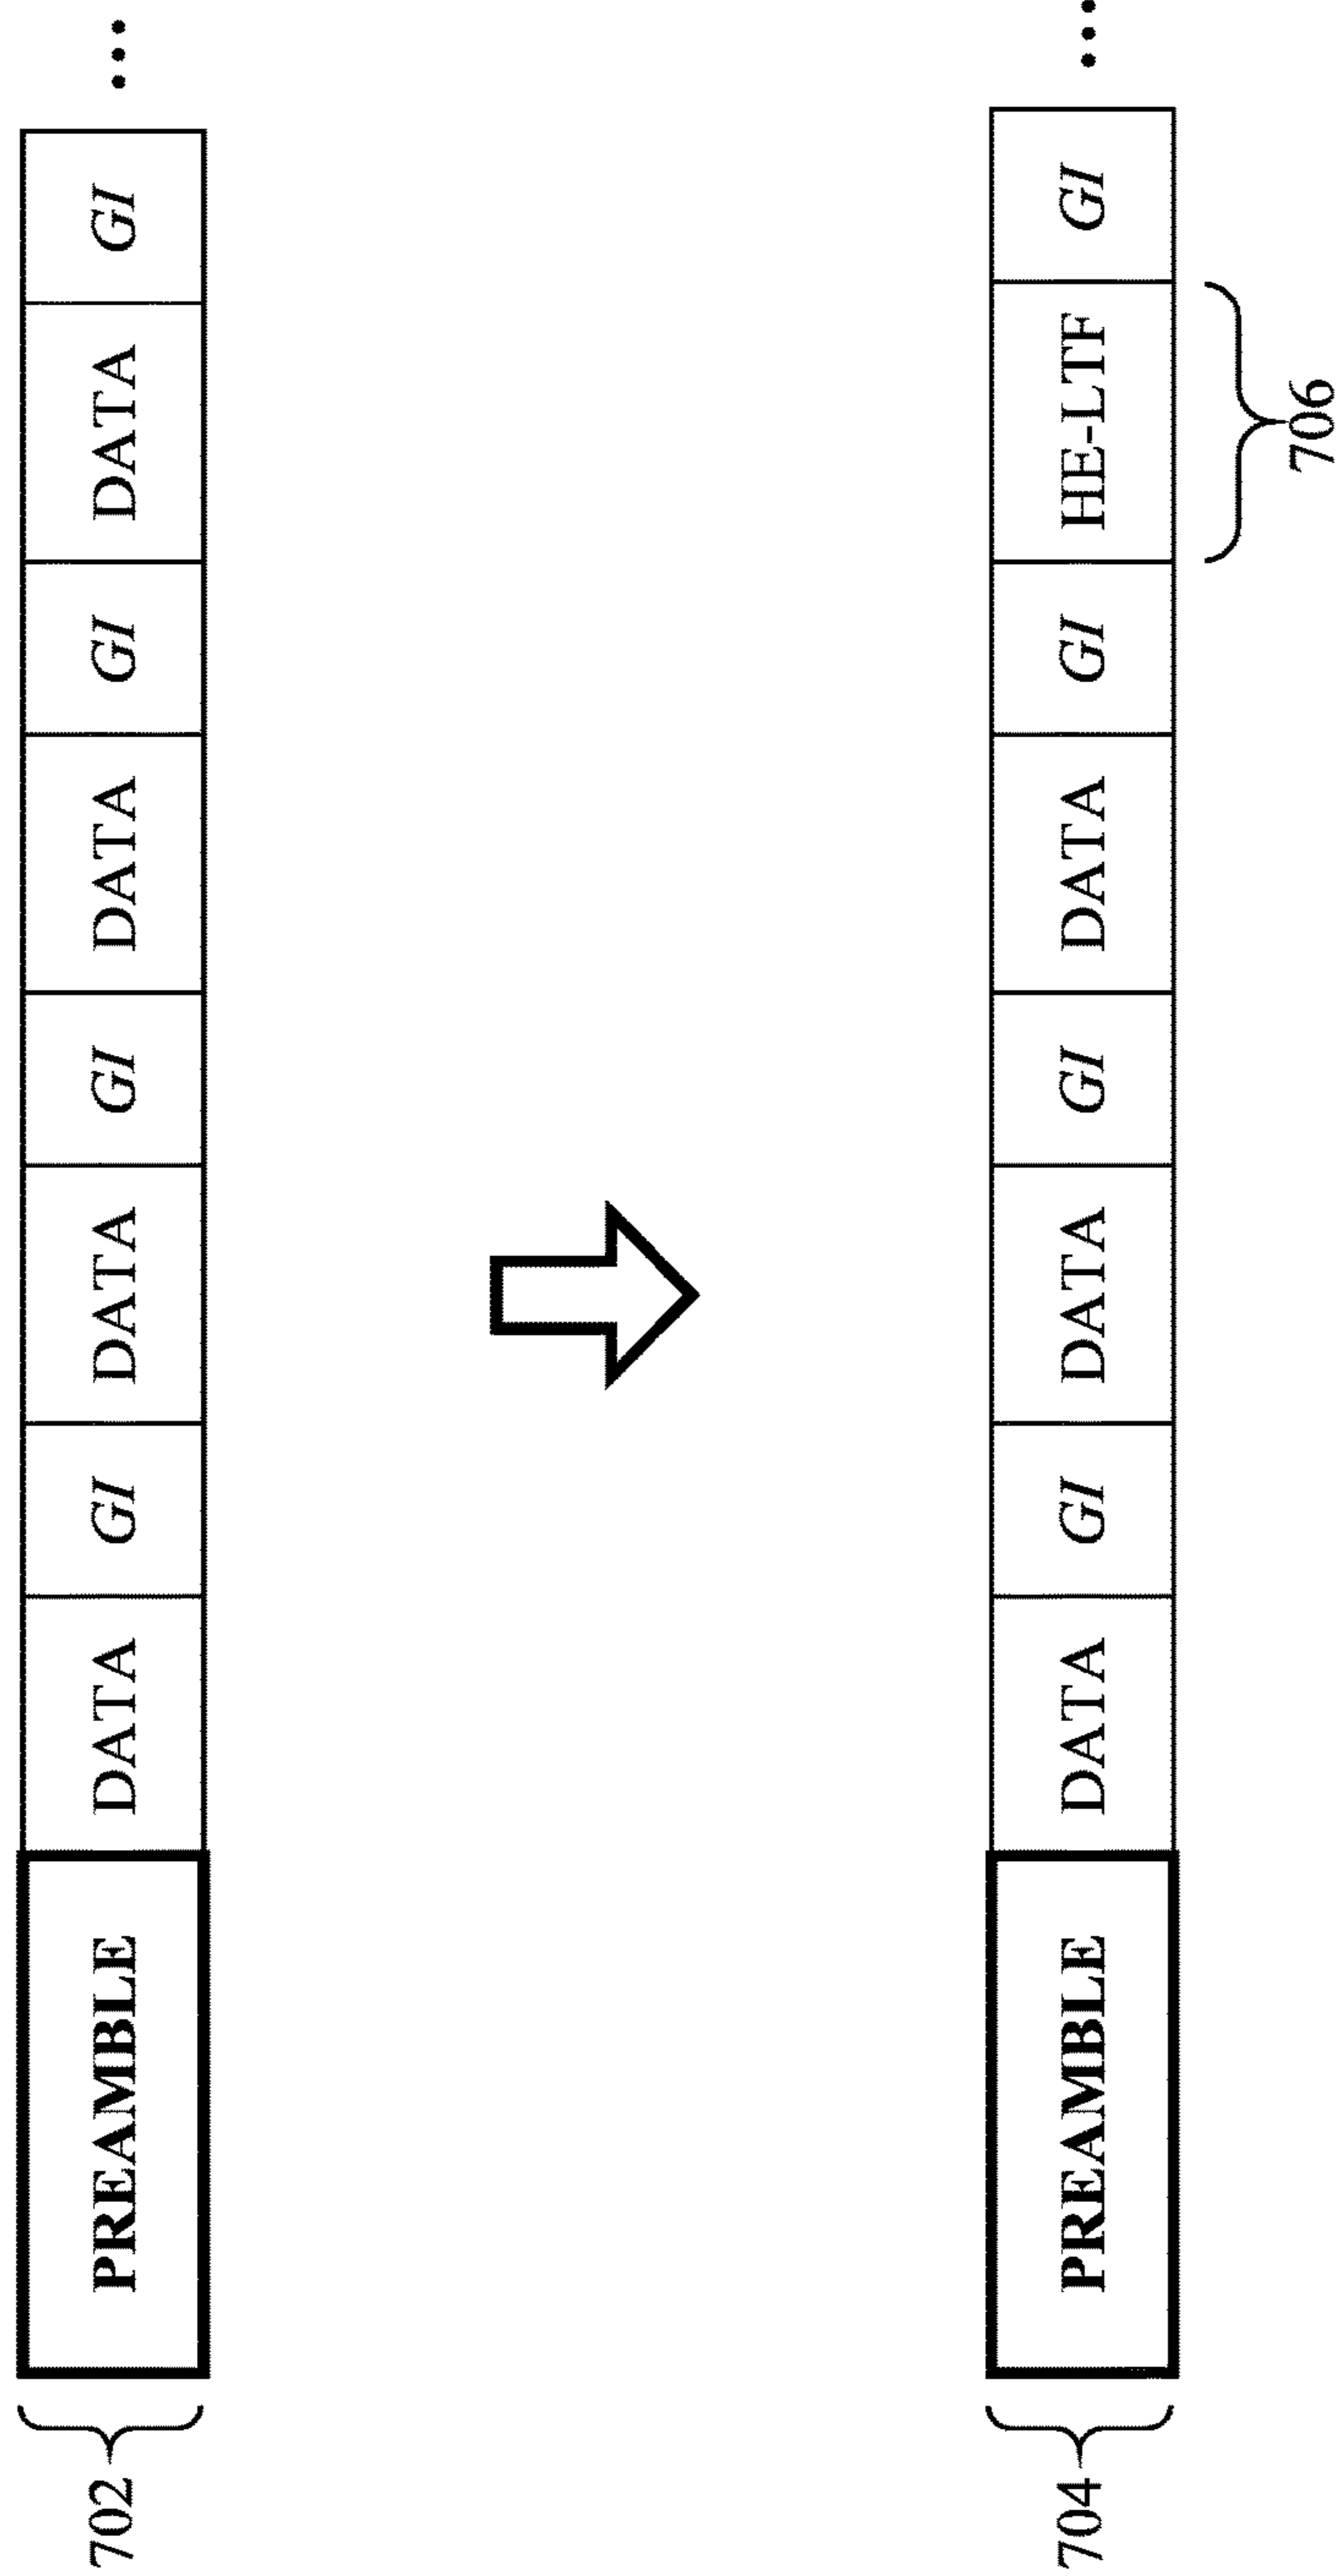 702 PREAMBLE DATA GI DATA GI DATA GI DATA GI ...
704 PREAMBLE DATA GI DATA GI DATA GI HE-LTF GI ...
706